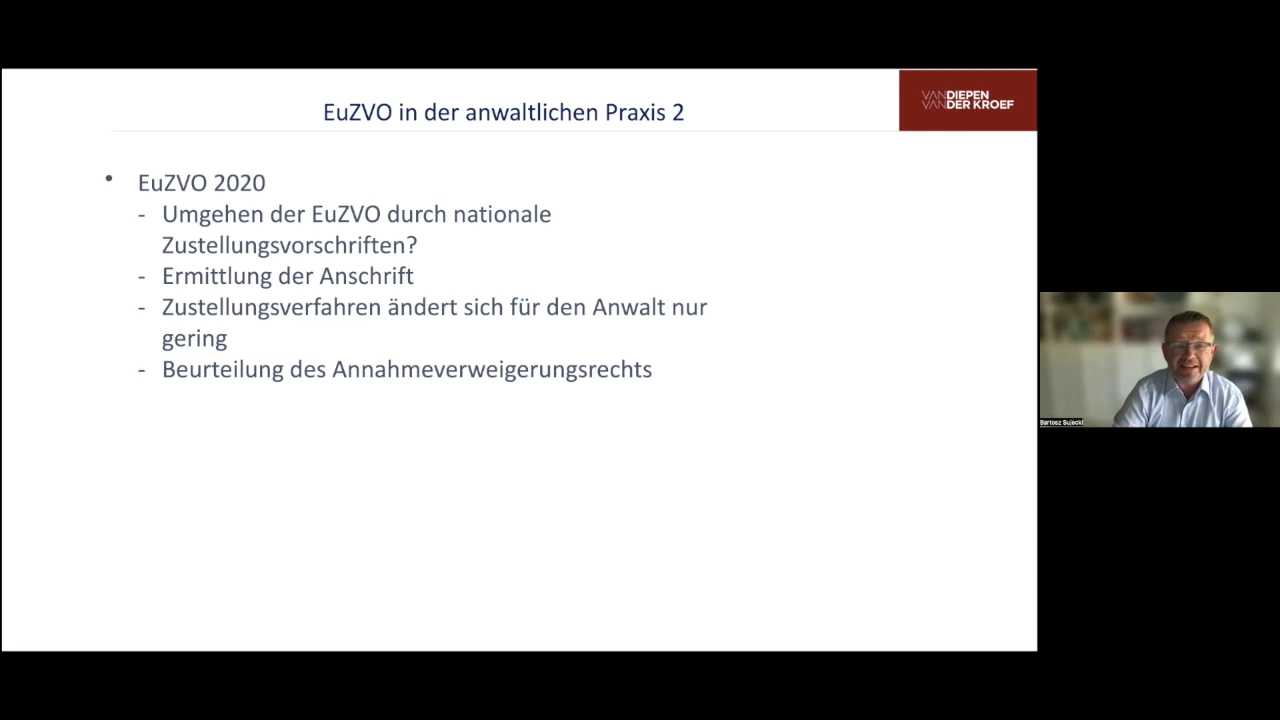 EuZVO in der anwaltlichen Praxis 2
VANDIEPEN
VANDER KROEF
• EuZVO 2020
- Umgehen der EuZVO durch nationale
Zustellungsvorschriften?
- Ermittlung der Anschrift
- Zustellungsverfahren ändert sich für den Anwalt nur
gering
- Beurteilung des Annahmeverweigerungsrechts
Bartosz Sujecki